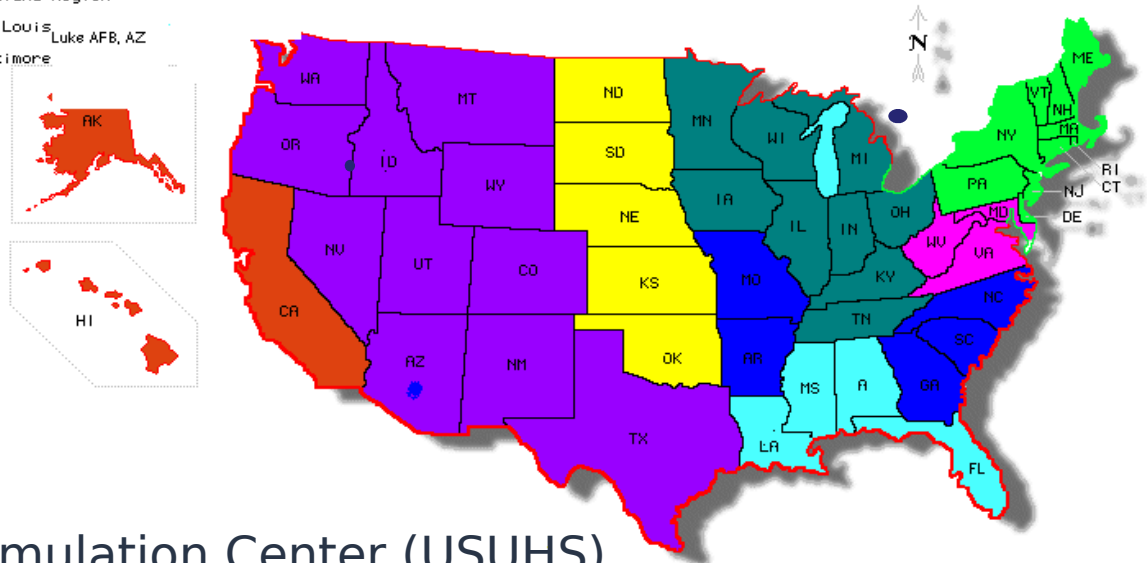 Louis
Luke AFB, AZ
timore
N
AK
HI
WA
OR
CA
ID
NV
MT
WY
UT
CO
AZ
NM
TX
ND
SD
NE
KS
OK
MN
IA
MO
AR
LA
WI
IL
MI
IN
OH
KY
TN
MS
A
GA
FL
SC
NC
VA
WV
MD
PA
NY
VT
NH
ME
MA
RI
CT
NJ
DE
mulation Center (USUHS)